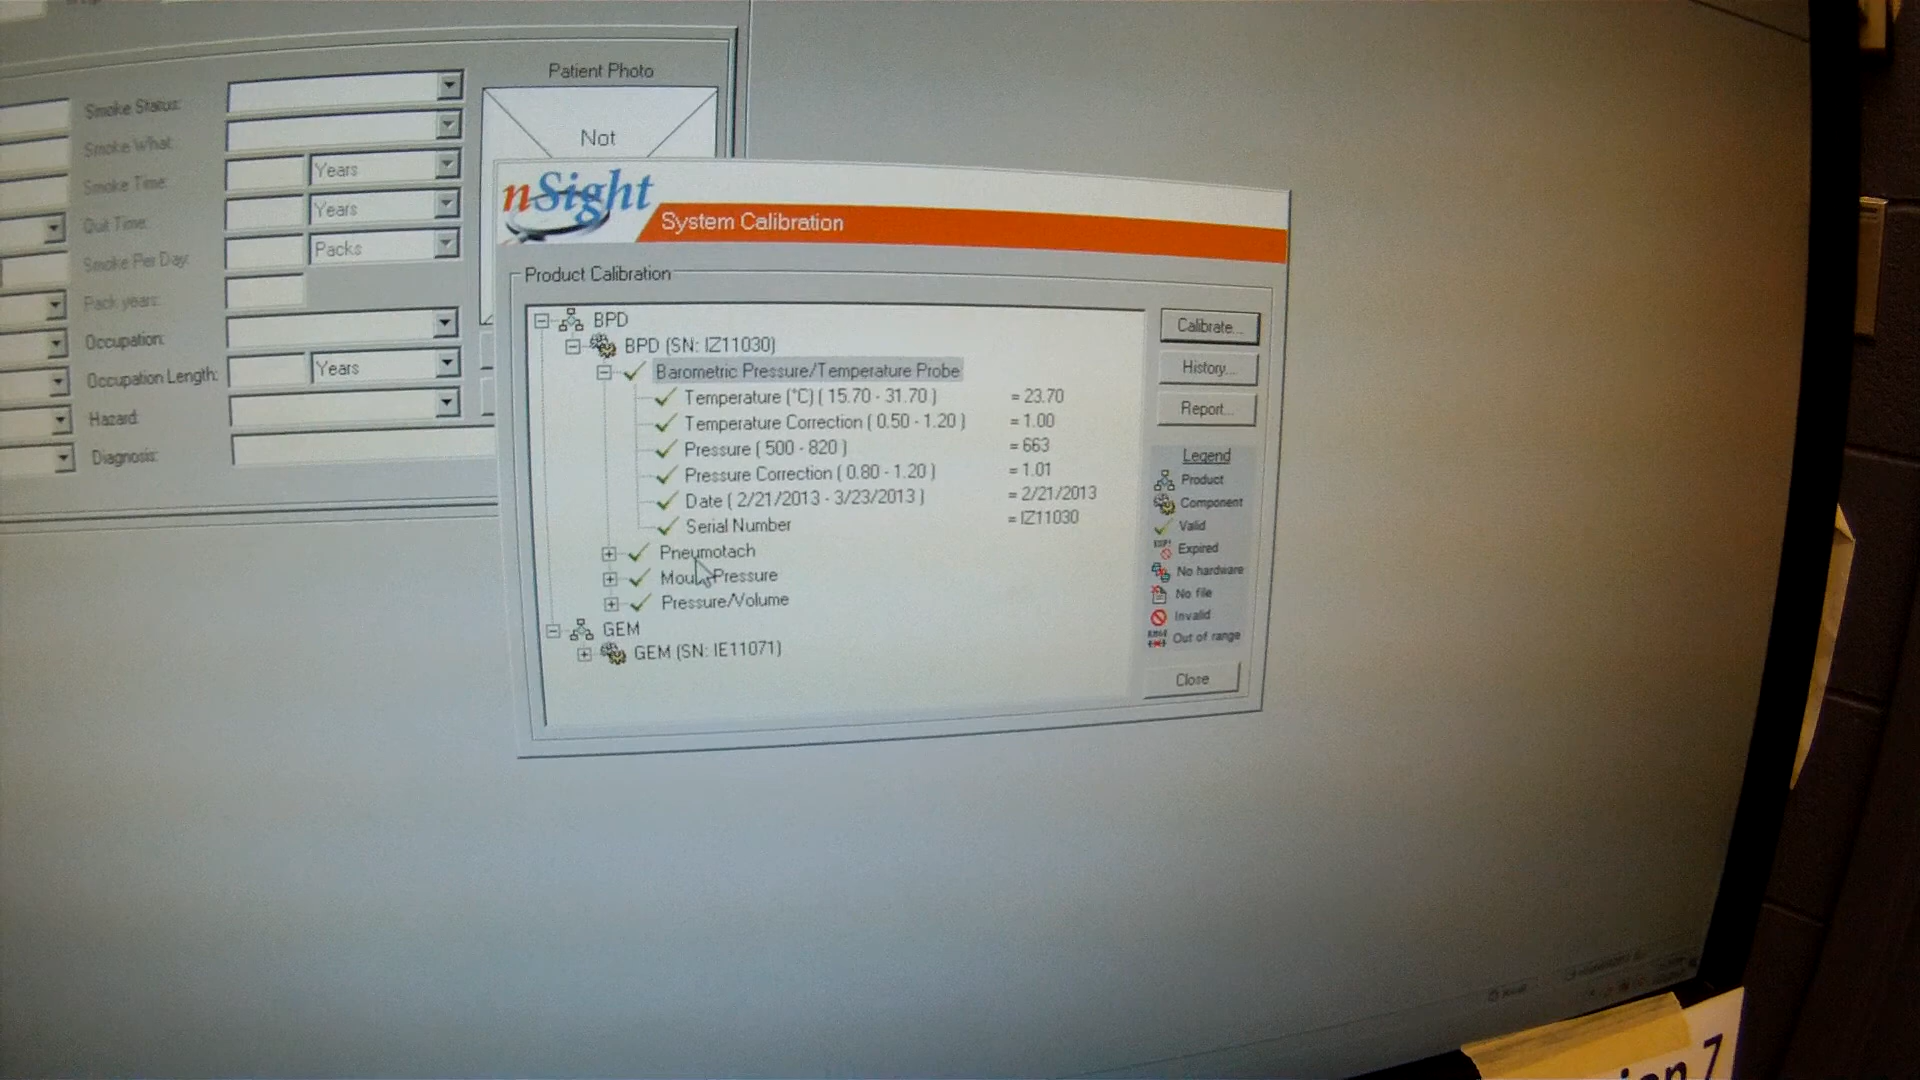 Patient Photo
Not
Smoke Status:
Smoke What:
Smoke Time: Years
Quit Time: Years
Smoke Per Day: Packs
Pack years:
Occupation:
Occupation Length: Years
Hazard:
Diagnosis:
nSight
System Calibration
Product Calibration
BPD
BPD (SN: IZ11030)
Barometric Pressure/Temperature Probe
Temperature (°C) ( 15.70 - 31.70 ) = 23.70
Temperature Correction ( 0.50 - 1.20 ) = 1.00
Pressure ( 500 - 820 ) = 663
Pressure Correction ( 0.80 - 1.20 ) = 1.01
Date ( 2/21/2013 - 3/23/2013 ) = 2/21/2013
Serial Number = IZ11030
Pneumotach
Mouth Pressure
Pressure/Volume
GEM
GEM (SN: IE11071)
Calibrate...
History...
Report...
Legend
Product
Component
Valid
Expired
No hardware
No file
Invalid
Out of range
Close
7